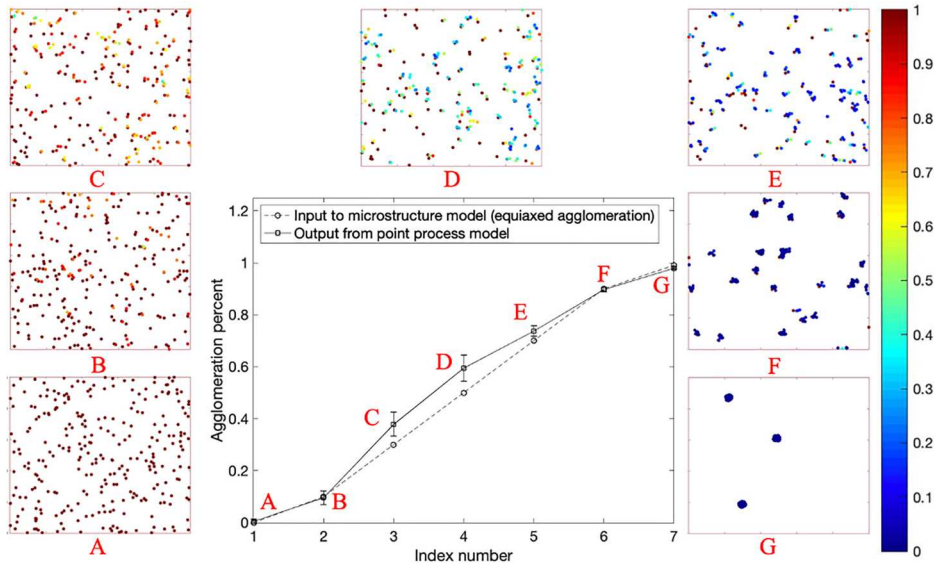 C
D
E
B
A
F
G
1.2
1
0.8
0.6
0.4
0.2
0
Agglomeration percent
Input to microstructure model (equiaxed agglomeration)
Output from point process model
A
B
C
D
E
F
G
1 2 3 4 5 6 7
Index number
1
0.9
0.8
0.7
0.6
0.5
0.4
0.3
0.2
0.1
0